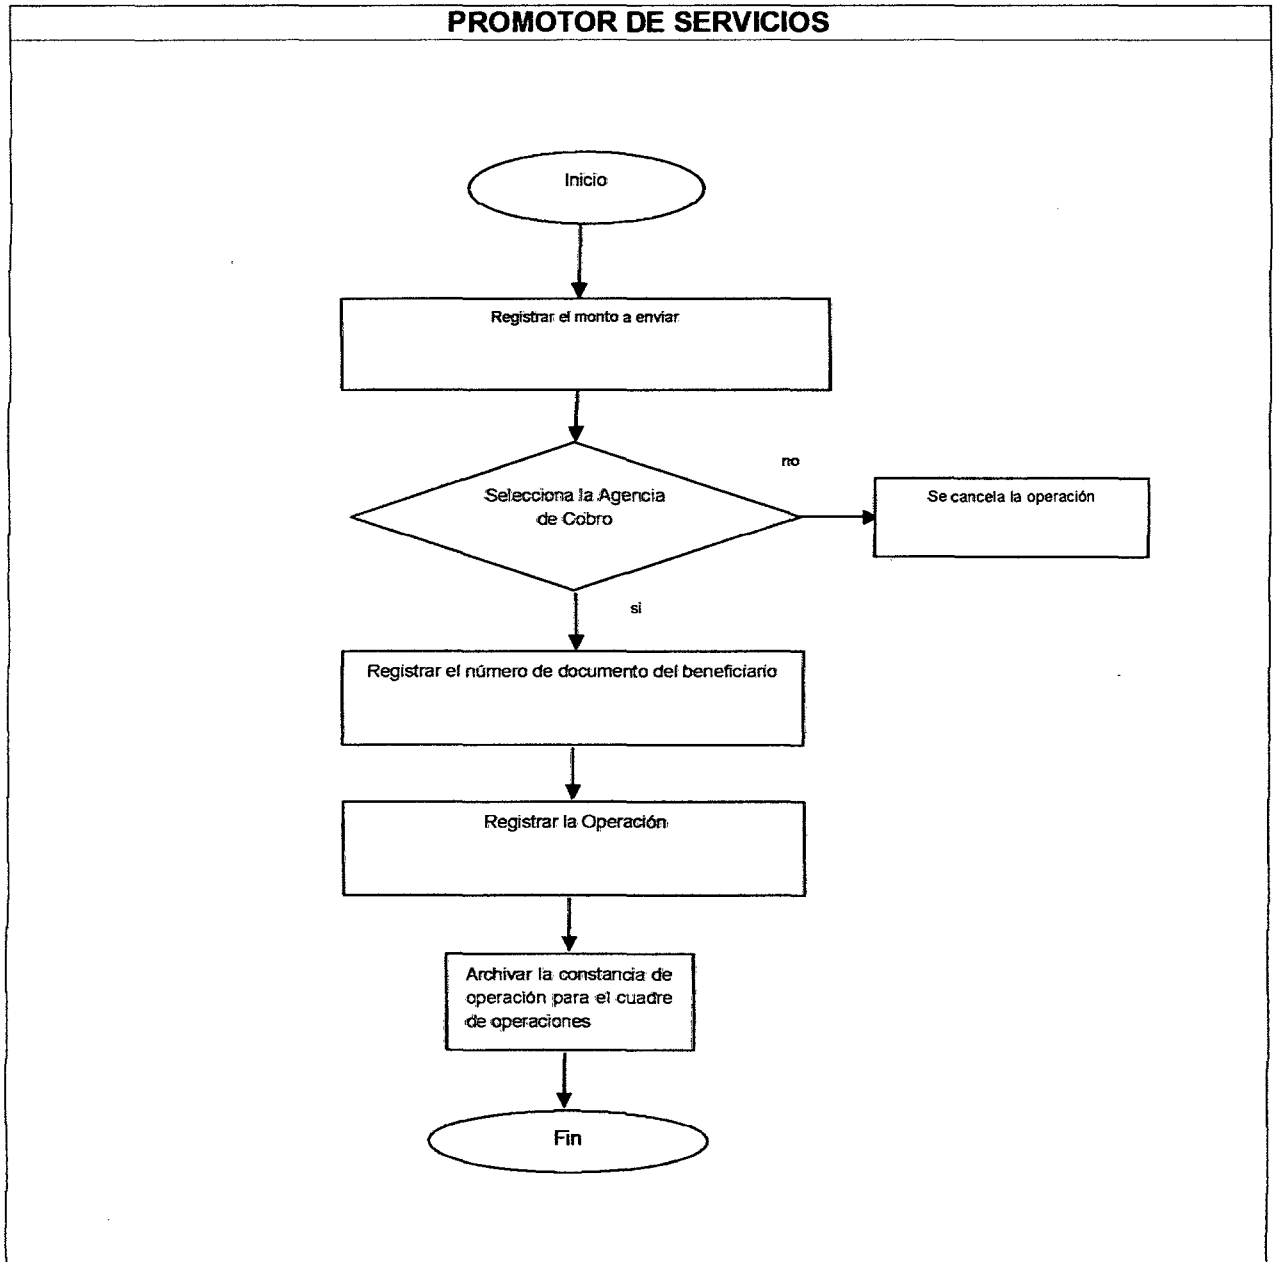 PROMOTOR DE SERVICIOS
Inicio
Registrar el monto a enviar
Selecciona la Agencia
de Cobro
no
Se cancela la operación
si
Registrar el número de documento del beneficiario
Registrar la Operación
Archivar la constancia de
operación para el cuadre
de operaciones
Fin